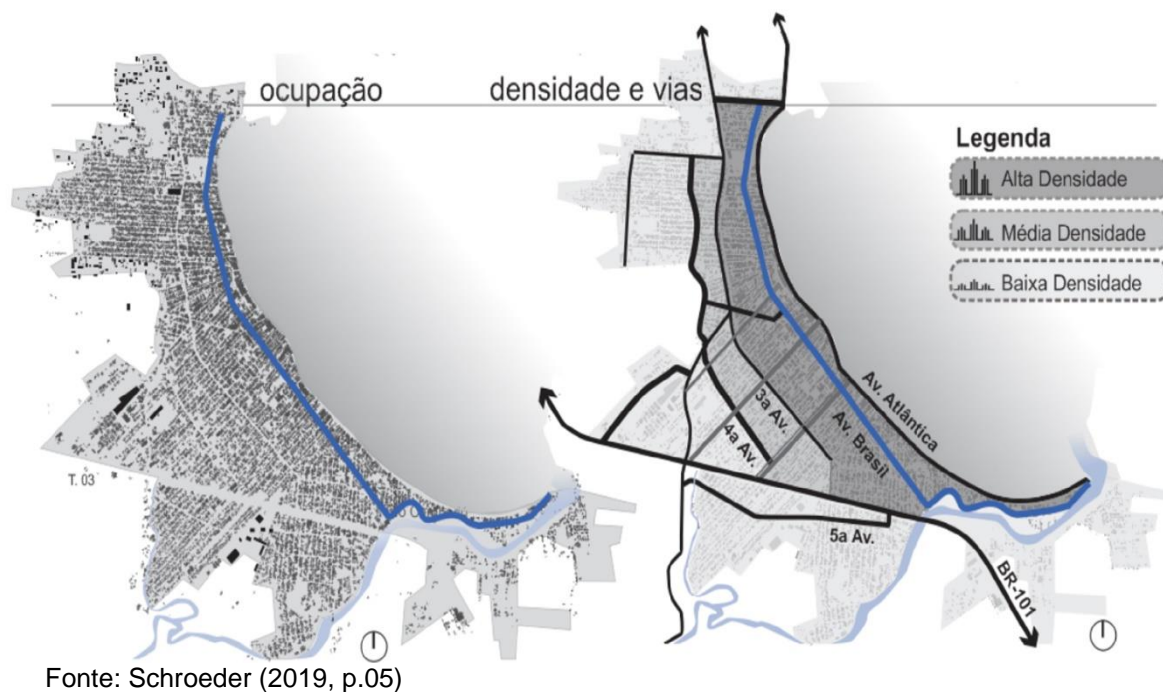 ocupação
densidade e vias
Legenda
Alta Densidade
Média Densidade
Baixa Densidade
Av. Atlântica
Av. Brasil
3a Av.
4a Av.
T. 03
5a Av.
BR-101
Fonte: Schroeder (2019, p.05)